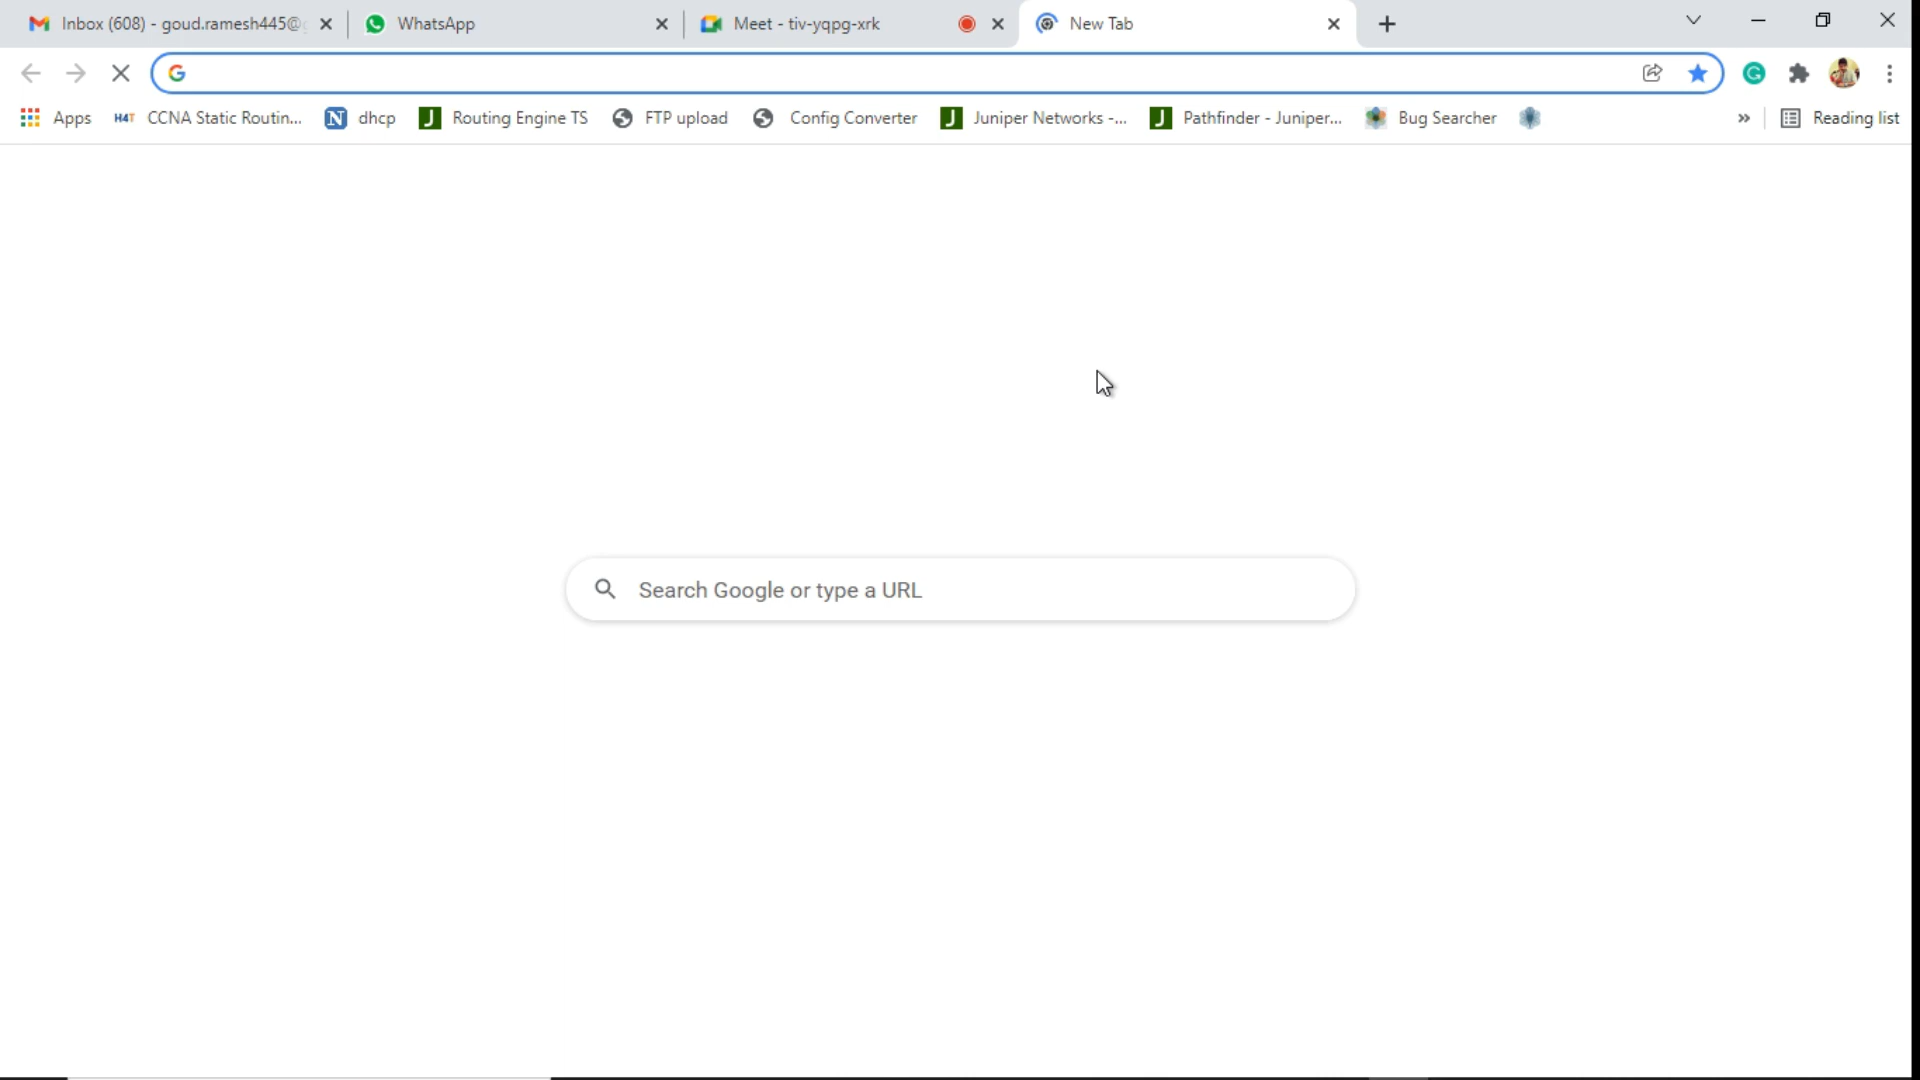 Inbox (608) - goud.ramesh445@
WhatsApp
Meet - tiv-yqpg-xrk
New Tab
Apps
H4T CCNA Static Routin...
N dhcp
J Routing Engine TS
FTP upload
Config Converter
J Juniper Networks -...
J Pathfinder - Juniper...
Bug Searcher
»
Reading list
Search Google or type a URL